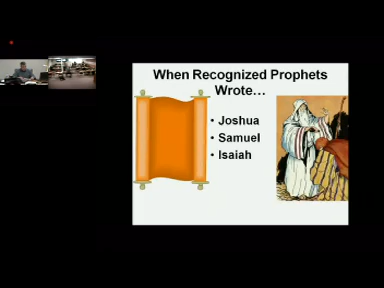 When Recognized Prophets
Wrote…
• Joshua
• Samuel
• Isaiah